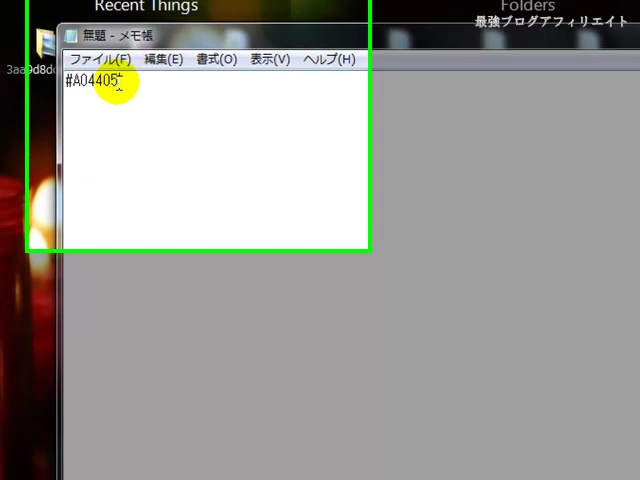 Recent Things
Folders
最強ブログアフィリエイト
無題 - メモ帳
ファイル(F) 編集(E) 書式(O) 表示(V) ヘルプ(H)
#A04405